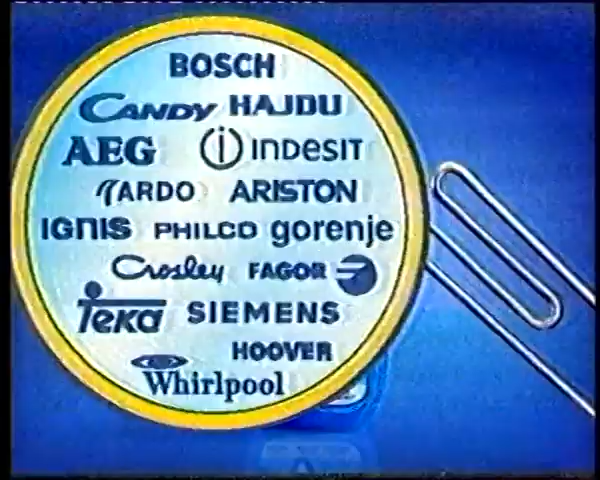 BOSCH
CANDY HAJDU
AEG INDESIT
ARDO ARISTON
IGNIS PHILCO gorenje
Crosley FAGOR
Teka SIEMENS
HOOVER
Whirlpool